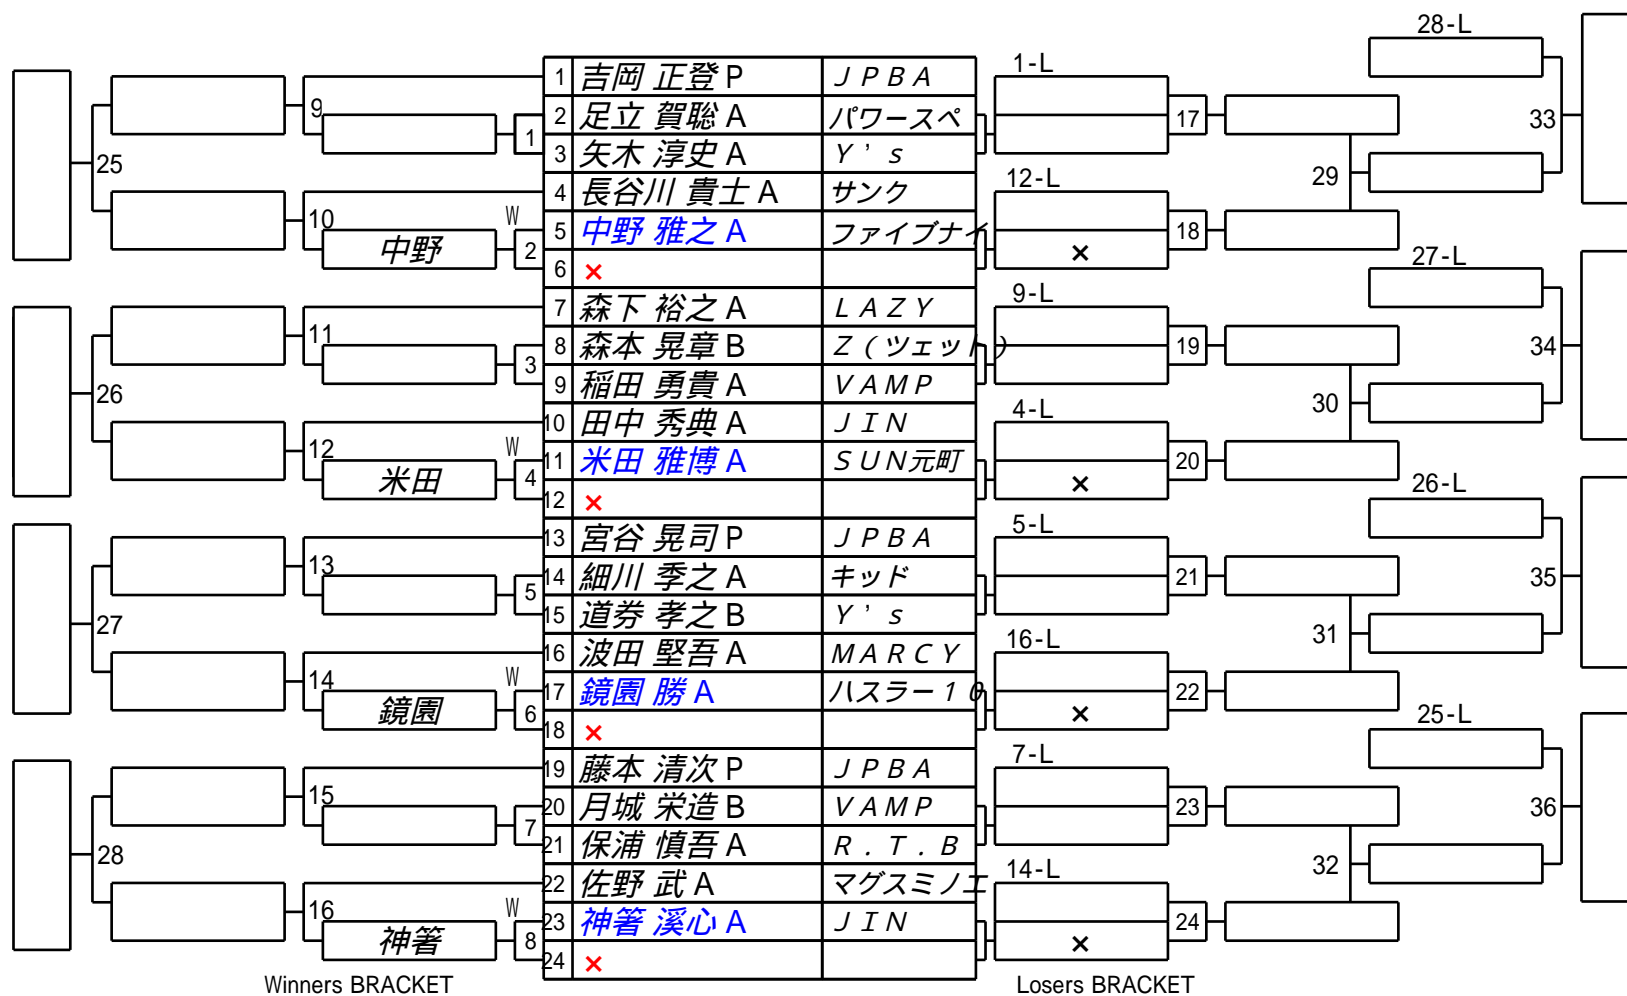 28-L
1 吉岡 正登 P ＪＰＢＡ 1-L
9 2 足立 賀聡 A パワースペ 17 33
1
25 3 矢木 淳史 A Ｙ’ｓ
4 長谷川 貴士 A サンク 12-L 29
10 W 5 中野 雅之 A ファイブナイ 18
中野 2 ×
6 × 27-L
7 森下 裕之 A ＬＡＺＹ 9-L
11 8 森本 晃章 B Ｚ（ツェット） 19 34
3
26 9 稲田 勇貴 A ＶＡＭＰ
10 田中 秀典 A ＪＩＮ 4-L 30
12 W 11 米田 雅博 A ＳＵＮ元町 20
米田 4 × 26-L
12 ×
13 宮谷 晃司 P ＪＰＢＡ 5-L
13 14 細川 季之 A キッド 21 35
5
27 15 道券 孝之 B Ｙ’ｓ
16 波田 堅吾 A ＭＡＲＣＹ 16-L 31
14 W 17 鏡園 勝 A ハスラー１０ 22
鏡園 6 × 25-L
18 ×
19 藤本 清次 P ＪＰＢＡ 7-L
15 20 月城 栄造 B ＶＡＭＰ 23 36
7
28 21 保浦 慎吾 A Ｒ．Ｔ．Ｂ
22 佐野 武 A マグスミノエ 14-L 32
16 W 23 神箸 溪心 A ＪＩＮ 24
神箸 8 ×
24 ×
Winners BRACKET Losers BRACKET